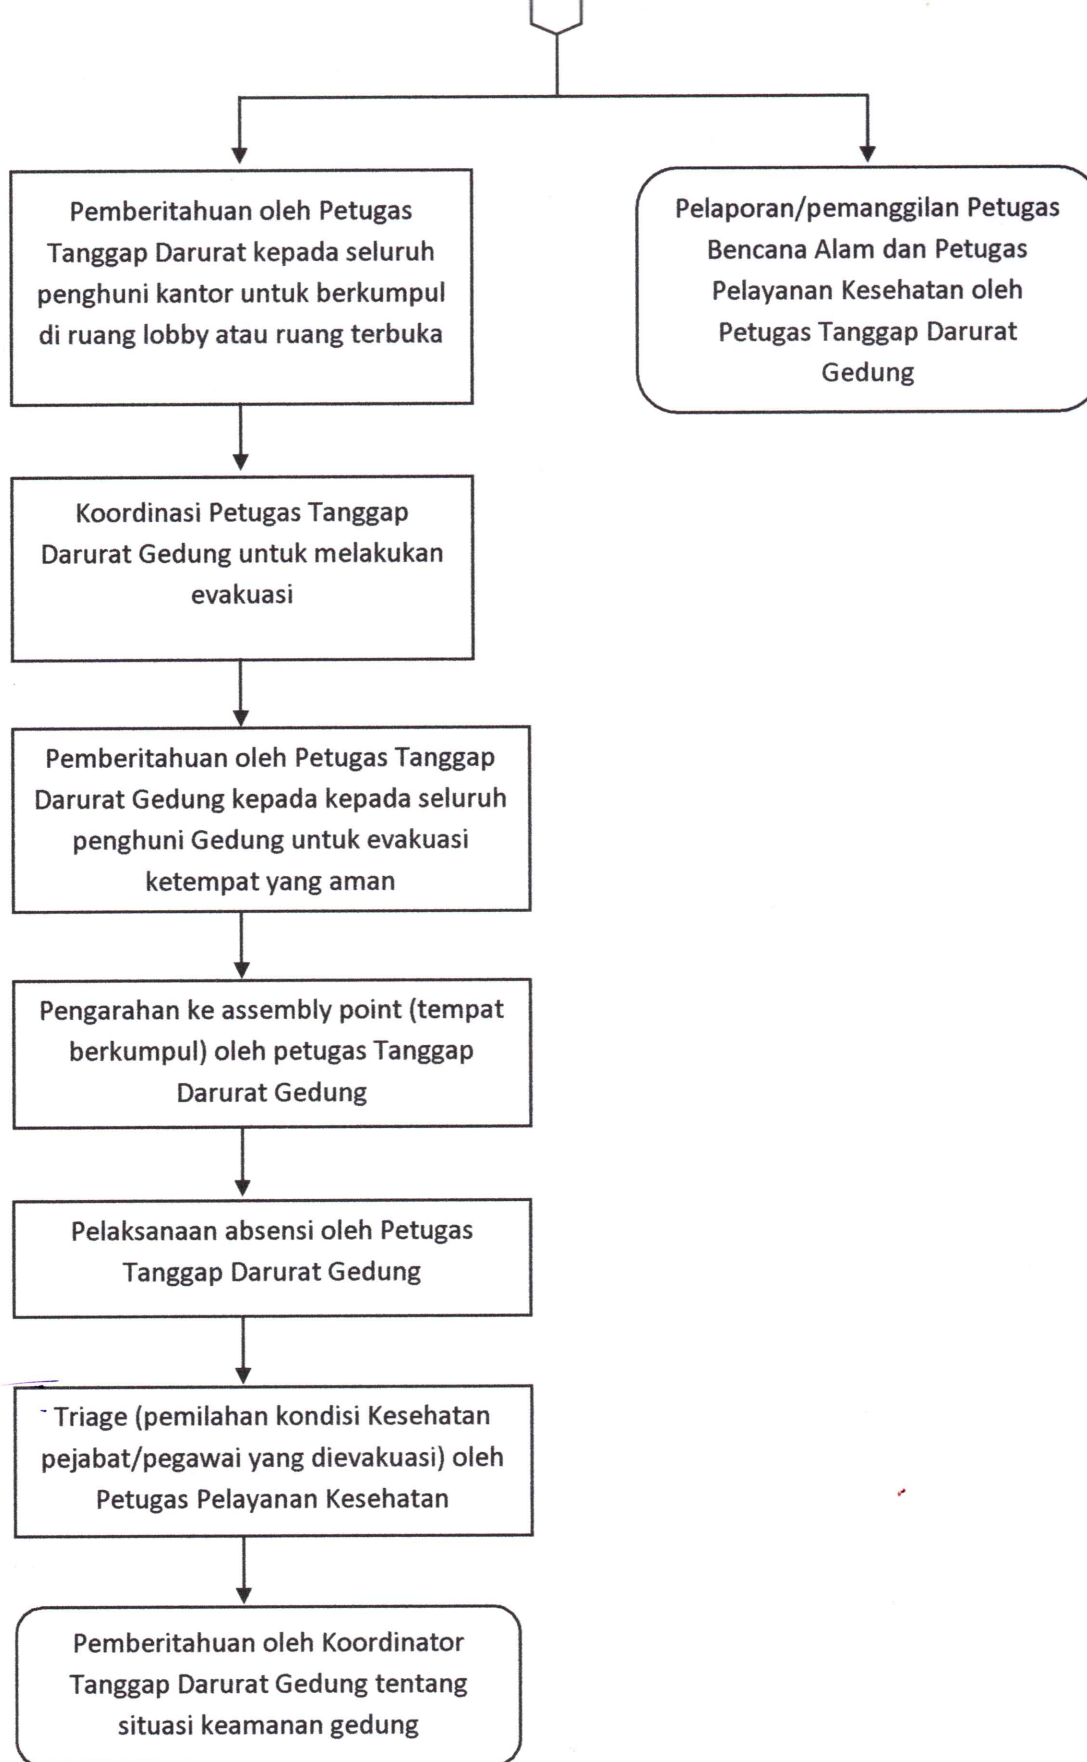 Pemberitahuan oleh Petugas
Tanggap Darurat kepada seluruh
penghuni kantor untuk berkumpul
di ruang lobby atau ruang terbuka
Pelaporan/pemanggilan Petugas
Bencana Alam dan Petugas
Pelayanan Kesehatan oleh
Petugas Tanggap Darurat
Gedung
Koordinasi Petugas Tanggap
Darurat Gedung untuk melakukan
evakuasi
Pemberitahuan oleh Petugas Tanggap
Darurat Gedung kepada kepada seluruh
penghuni Gedung untuk evakuasi
ketempat yang aman
Pengarahan ke assembly point (tempat
berkumpul) oleh petugas Tanggap
Darurat Gedung
Pelaksanaan absensi oleh Petugas
Tanggap Darurat Gedung
Triage (pemilahan kondisi Kesehatan
pejabat/pegawai yang dievakuasi) oleh
Petugas Pelayanan Kesehatan
Pemberitahuan oleh Koordinator
Tanggap Darurat Gedung tentang
situasi keamanan gedung